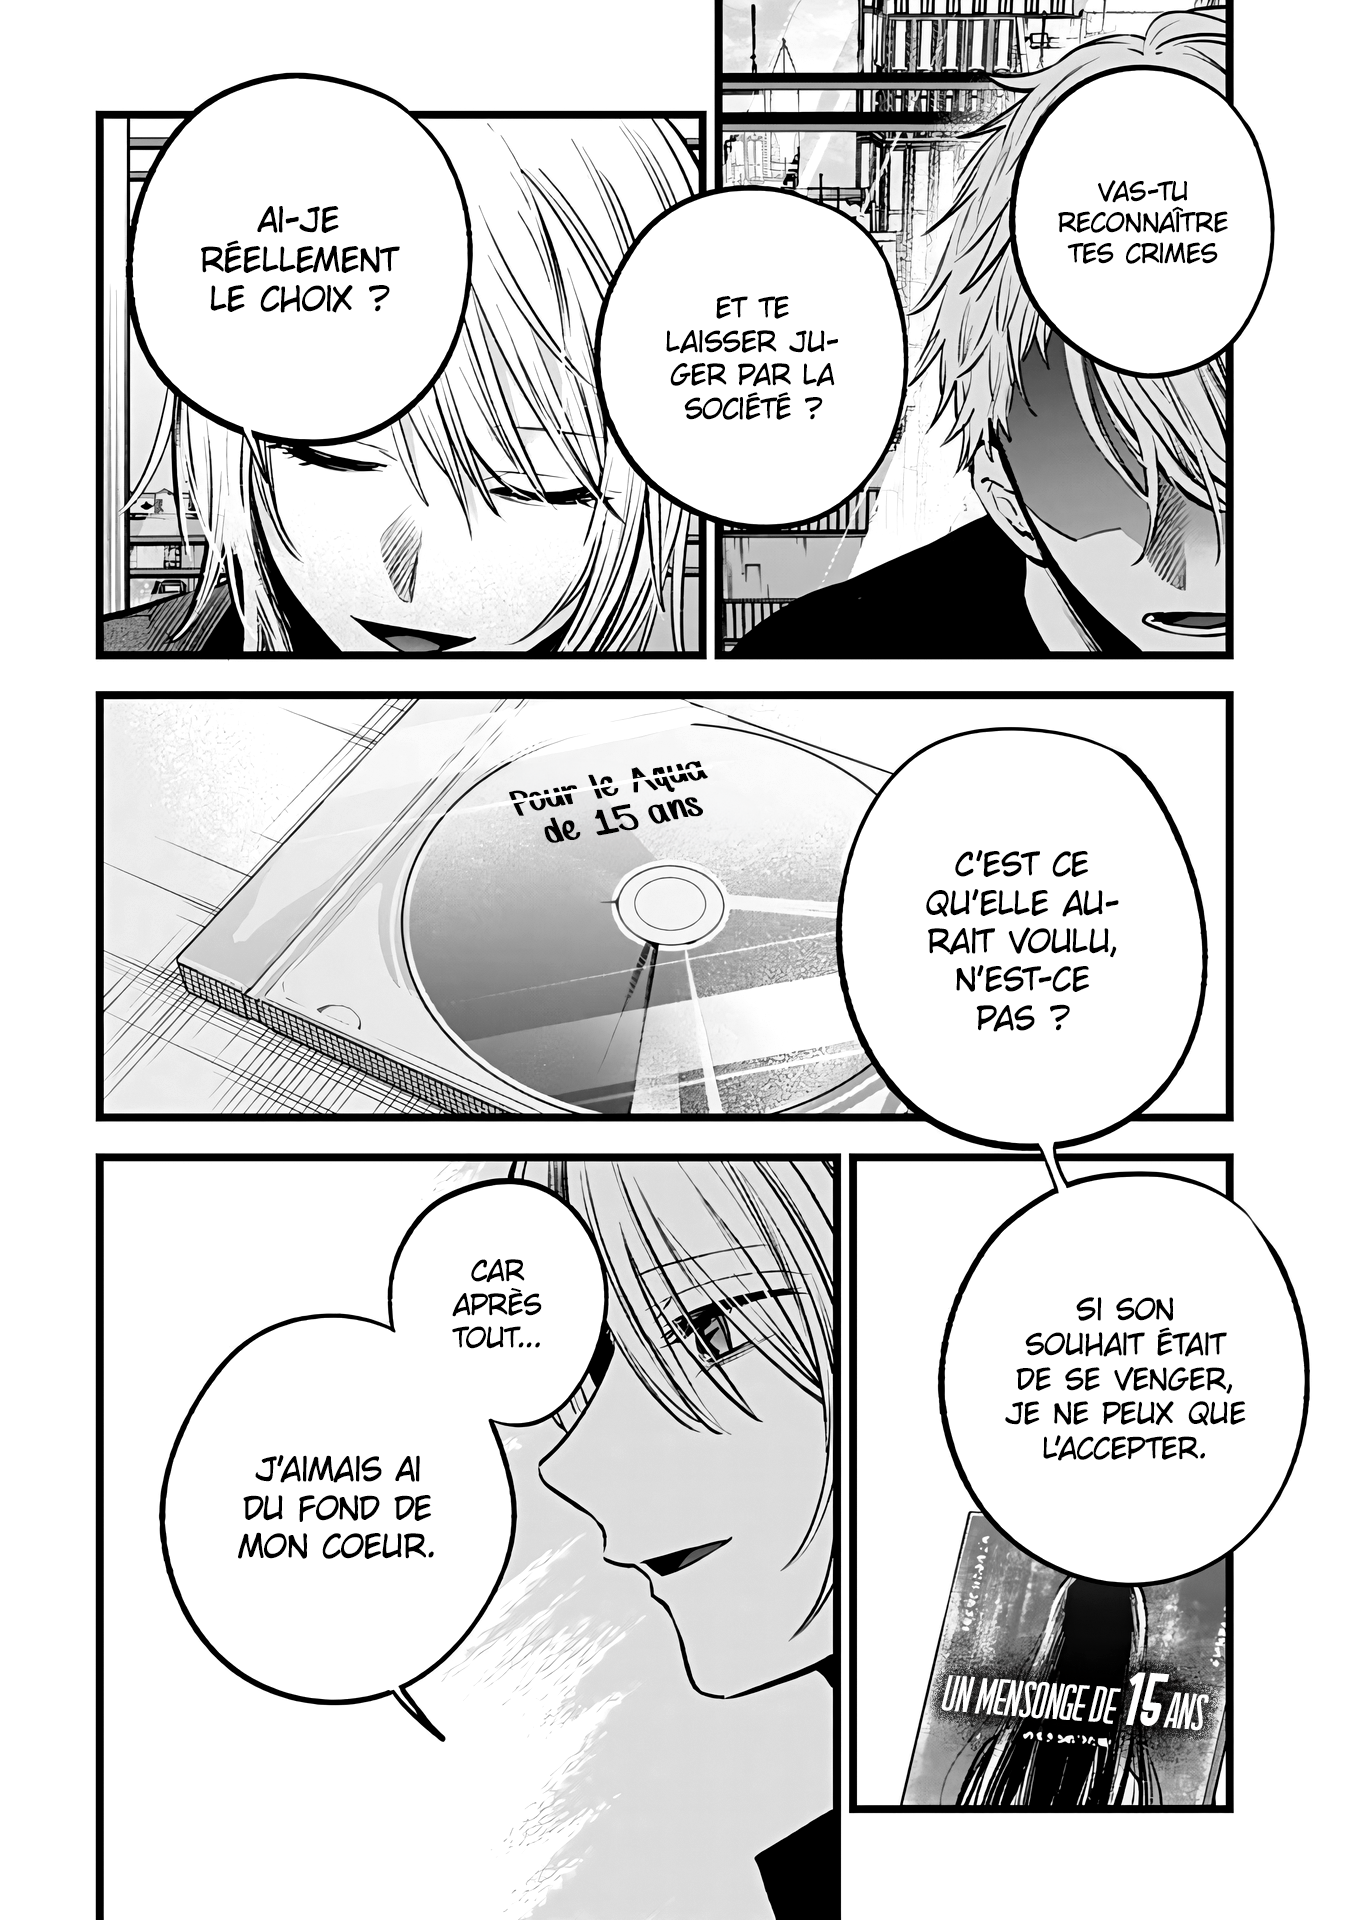 VAS-TU
RECONNAÎTRE
TES CRIMES
ET TE
LAISSER JU-
GER PAR LA
SOCIÉTÉ ?
AI-JE
RÉELLEMENT
LE CHOIX ?
Pour le Aqua
de 15 ans
C'EST CE
QU'ELLE AU-
RAIT VOULU,
N'EST-CE
PAS ?
SI SON
SOUHAIT ÉTAIT
DE SE VENGER,
JE NE PEUX QUE
L'ACCEPTER.
UN MENSONGE DE 15 ANS
CAR
APRÈS
TOUT...
J'AIMAIS AI
DU FOND DE
MON COEUR.